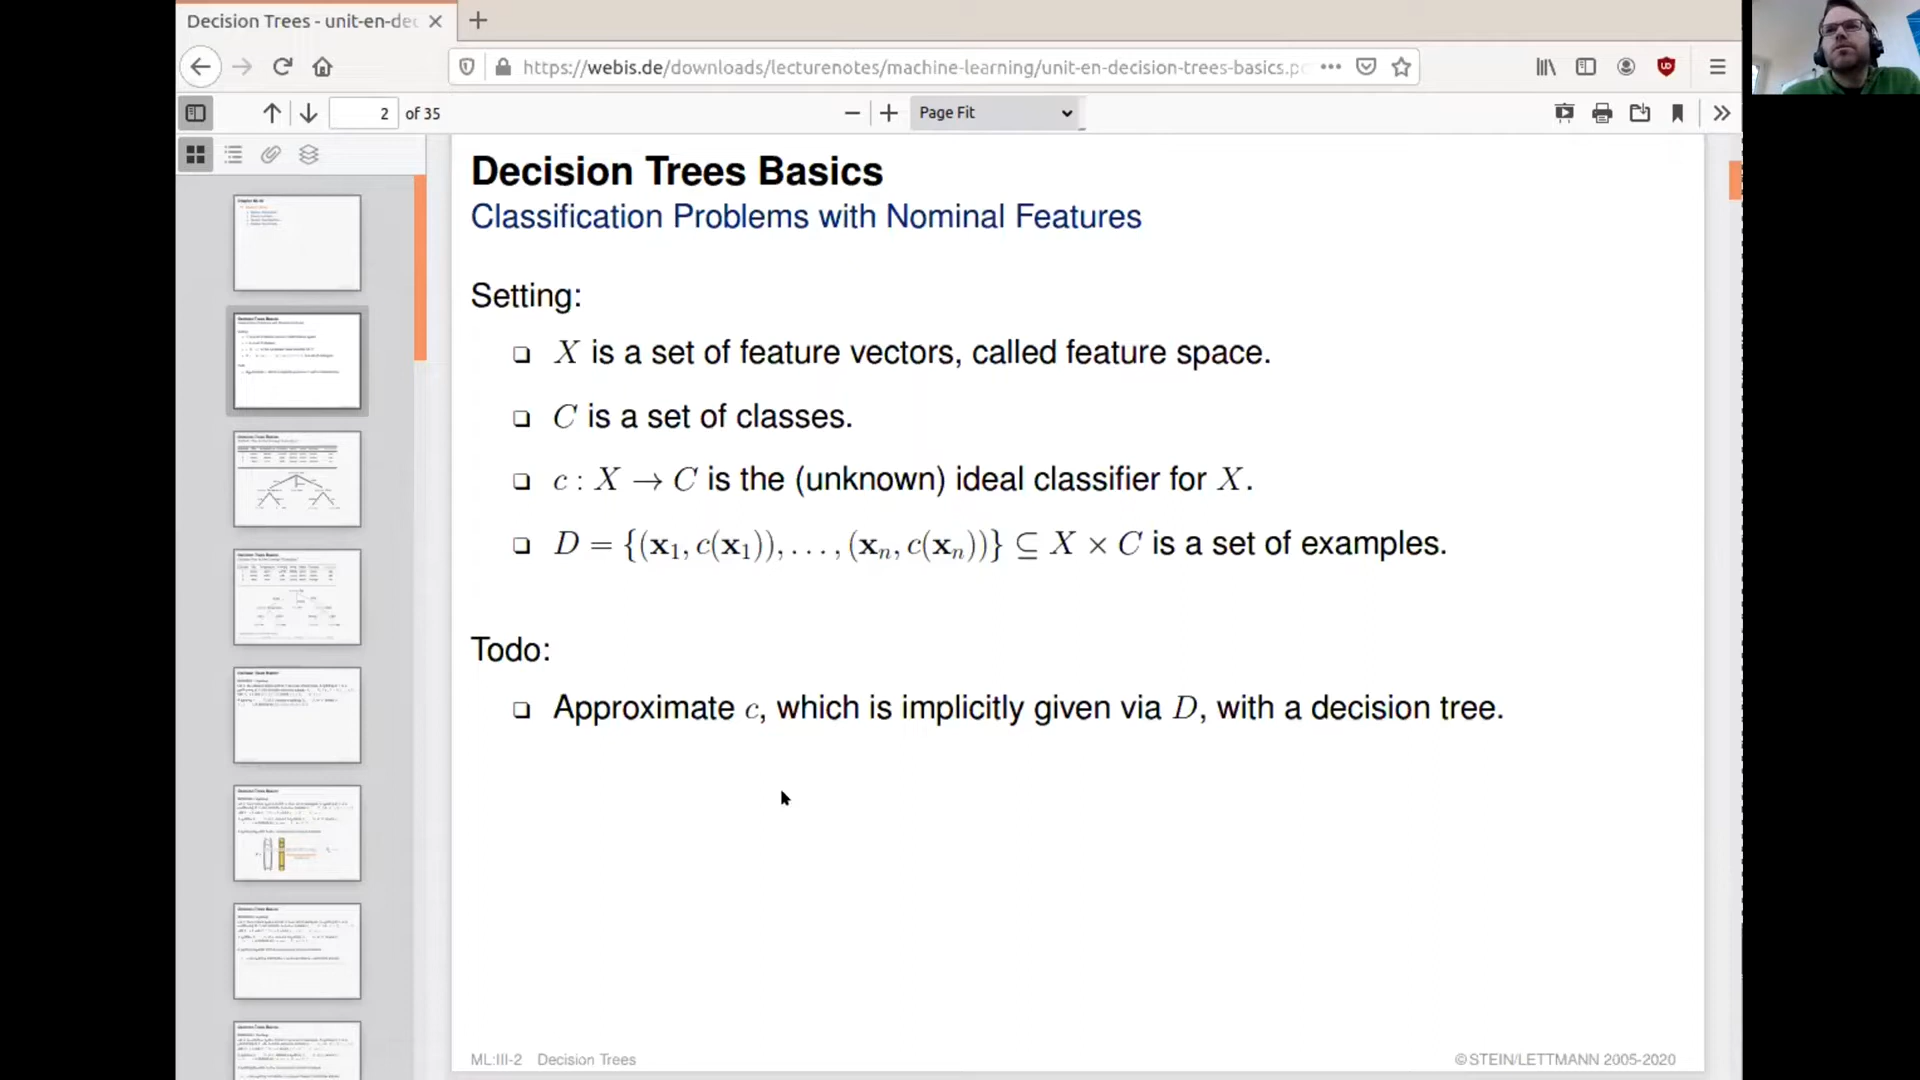 Decision Trees - unit-en-dec
https://webis.de/downloads/lecturenotes/machine-learning/unit-en-decision-trees-basics.p
2 of 35
Page Fit
Decision Trees Basics
Classification Problems with Nominal Features
Setting:
❑ X is a set of feature vectors, called feature space.
❑ C is a set of classes.
❑ c : X → C is the (unknown) ideal classifier for X.
❑ D = {(x₁, c(x₁)), . . . , (xₙ, c(xₙ))} ⊆ X × C is a set of examples.
Todo:
❑ Approximate c, which is implicitly given via D, with a decision tree.
ML:III-2 Decision Trees
©STEIN/LETTMANN 2005-2020